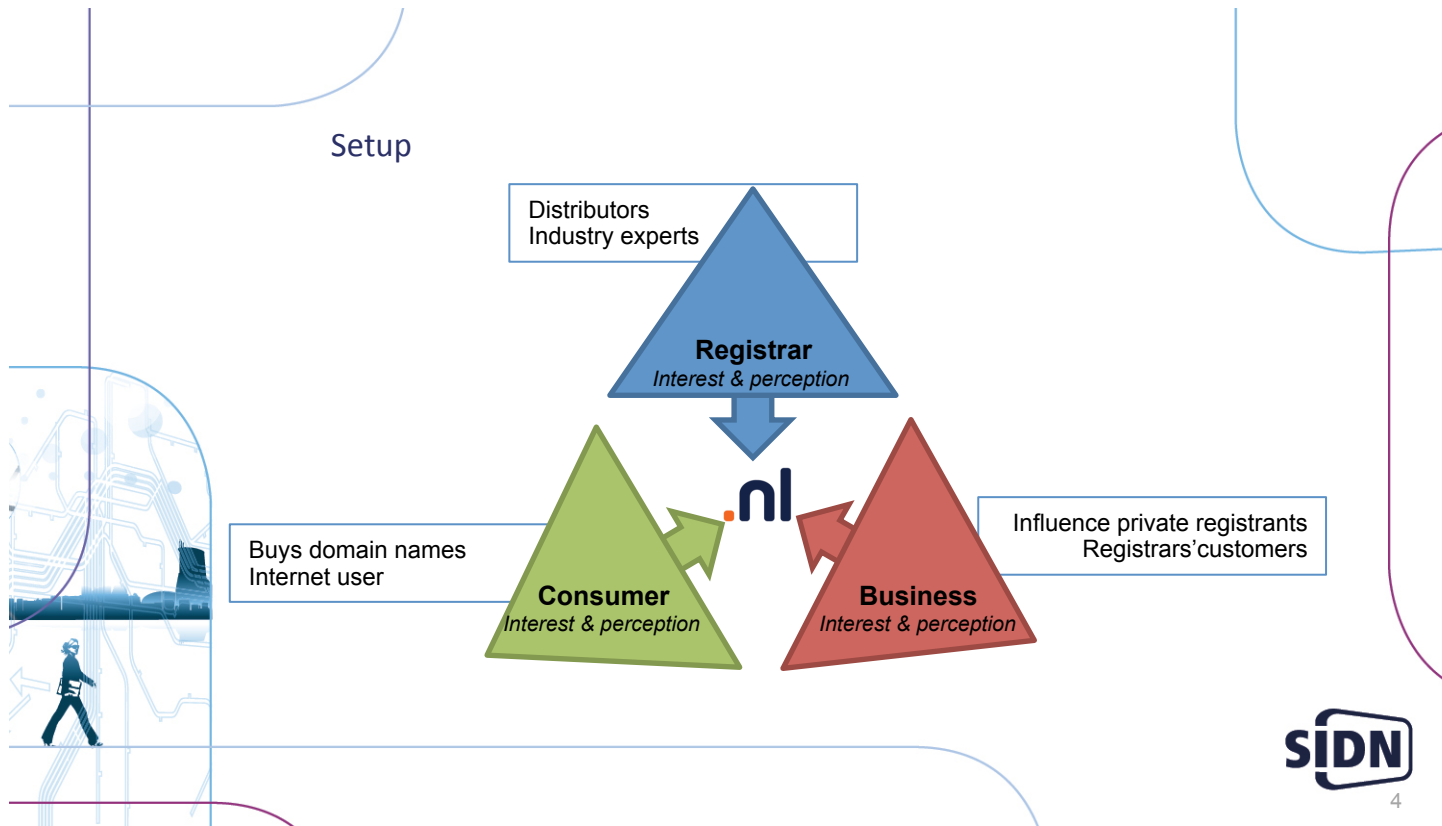 Setup
Distributors
Industry experts
Registrar
Interest & perception
.nl
Buys domain names
Internet user
Consumer
Interest & perception
Business
Interest & perception
Influence private registrants
Registrars'customers
SIDN
4